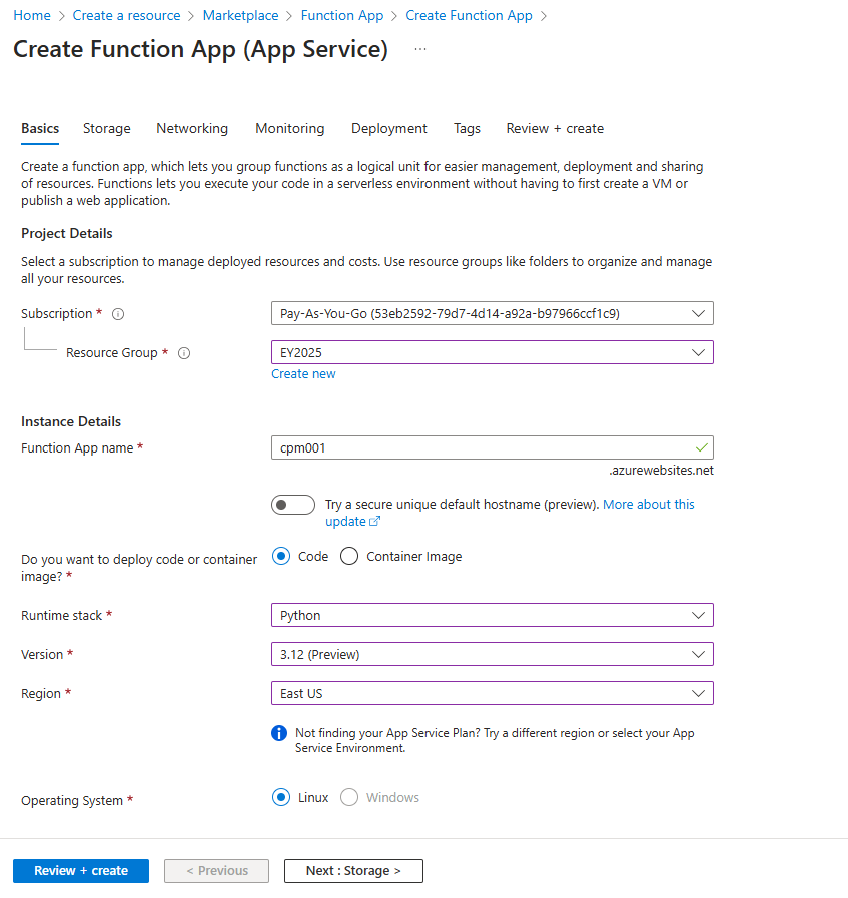 Home > Create a resource > Marketplace > Function App > Create Function App >
Create Function App (App Service) ...
Basics Storage Networking Monitoring Deployment Tags Review + create
Create a function app, which lets you group functions as a logical unit for easier management, deployment and sharing
of resources. Functions lets you execute your code in a serverless environment without having to first create a VM or
publish a web application.
Project Details
Select a subscription to manage deployed resources and costs. Use resource groups like folders to organize and manage
all your resources.
Subscription * Pay-As-You-Go (53eb2592-79d7-4d14-a92a-b97966ccf1c9)
Resource Group * EY2025
Create new
Instance Details
Function App name * cpm001
.azurewebsites.net
Try a secure unique default hostname (preview). More about this
update
Do you want to deploy code or container
image? *
Code Container Image
Runtime stack * Python
Version * 3.12 (Preview)
Region * East US
Not finding your App Service Plan? Try a different region or select your App
Service Environment.
Operating System * Linux Windows
Review + create < Previous Next : Storage >